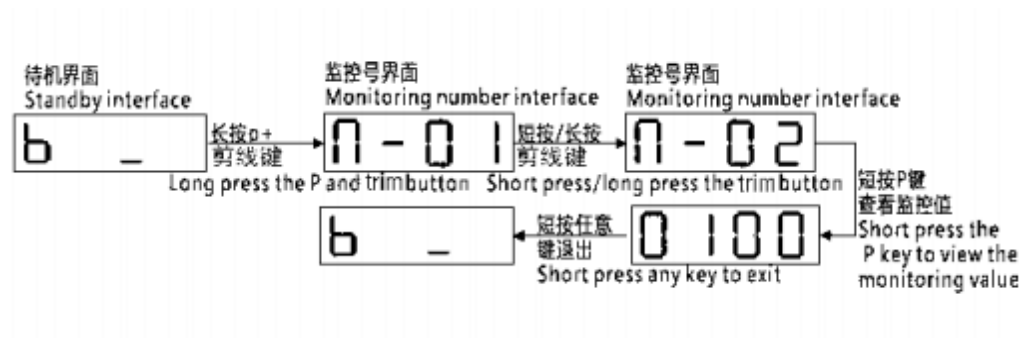 待机界面
Standby interface
b _
长按p+
剪线键
Long press the P and trim button
监控号界面
Monitoring number interface
n-01
短按/长按
剪线键
Short press/long press the trim button
监控号界面
Monitoring number interface
n-02
短按P键
查看监控值
Short press the
P key to view the
monitoring value
0100
短按任意
键退出
Short press any key to exit
b _